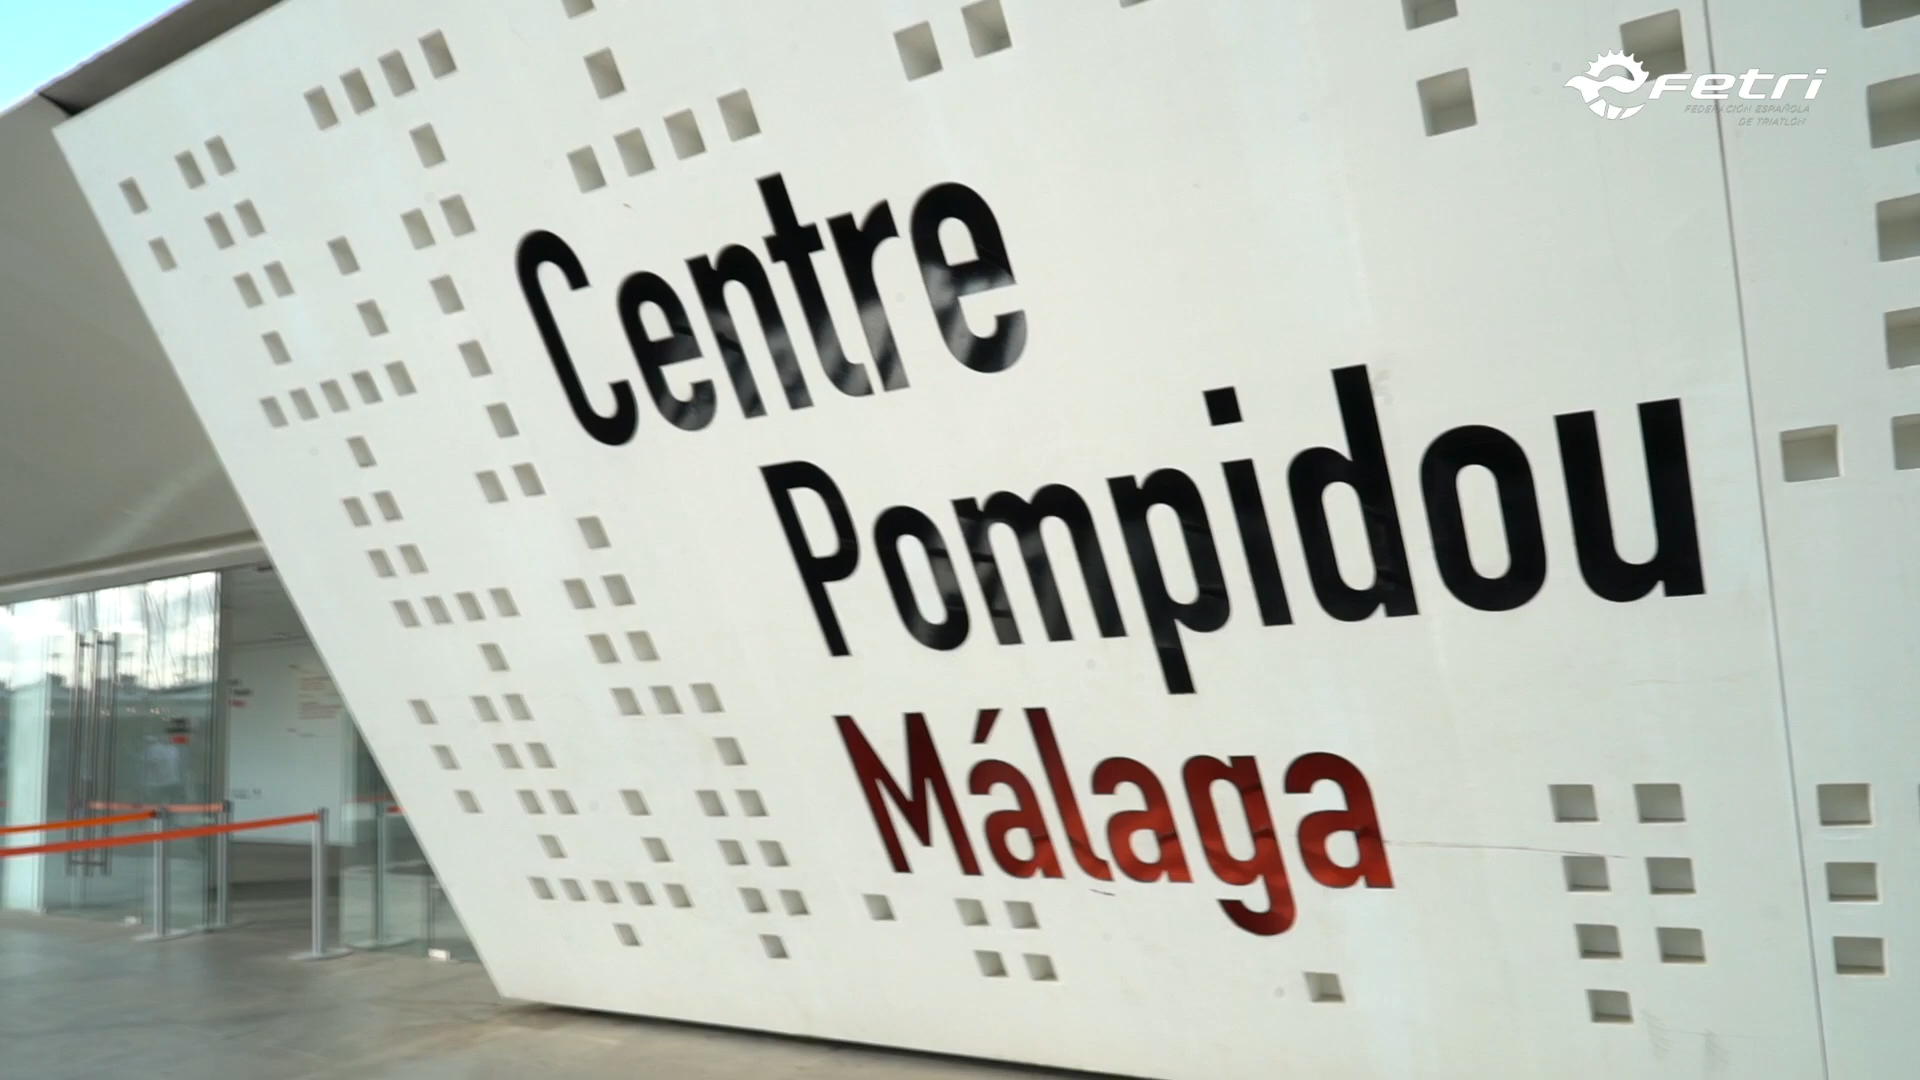 fetri
FEDERACIÓN ESPAÑOLA
DE TRIATLÓN
Centre
Pompidou
Málaga